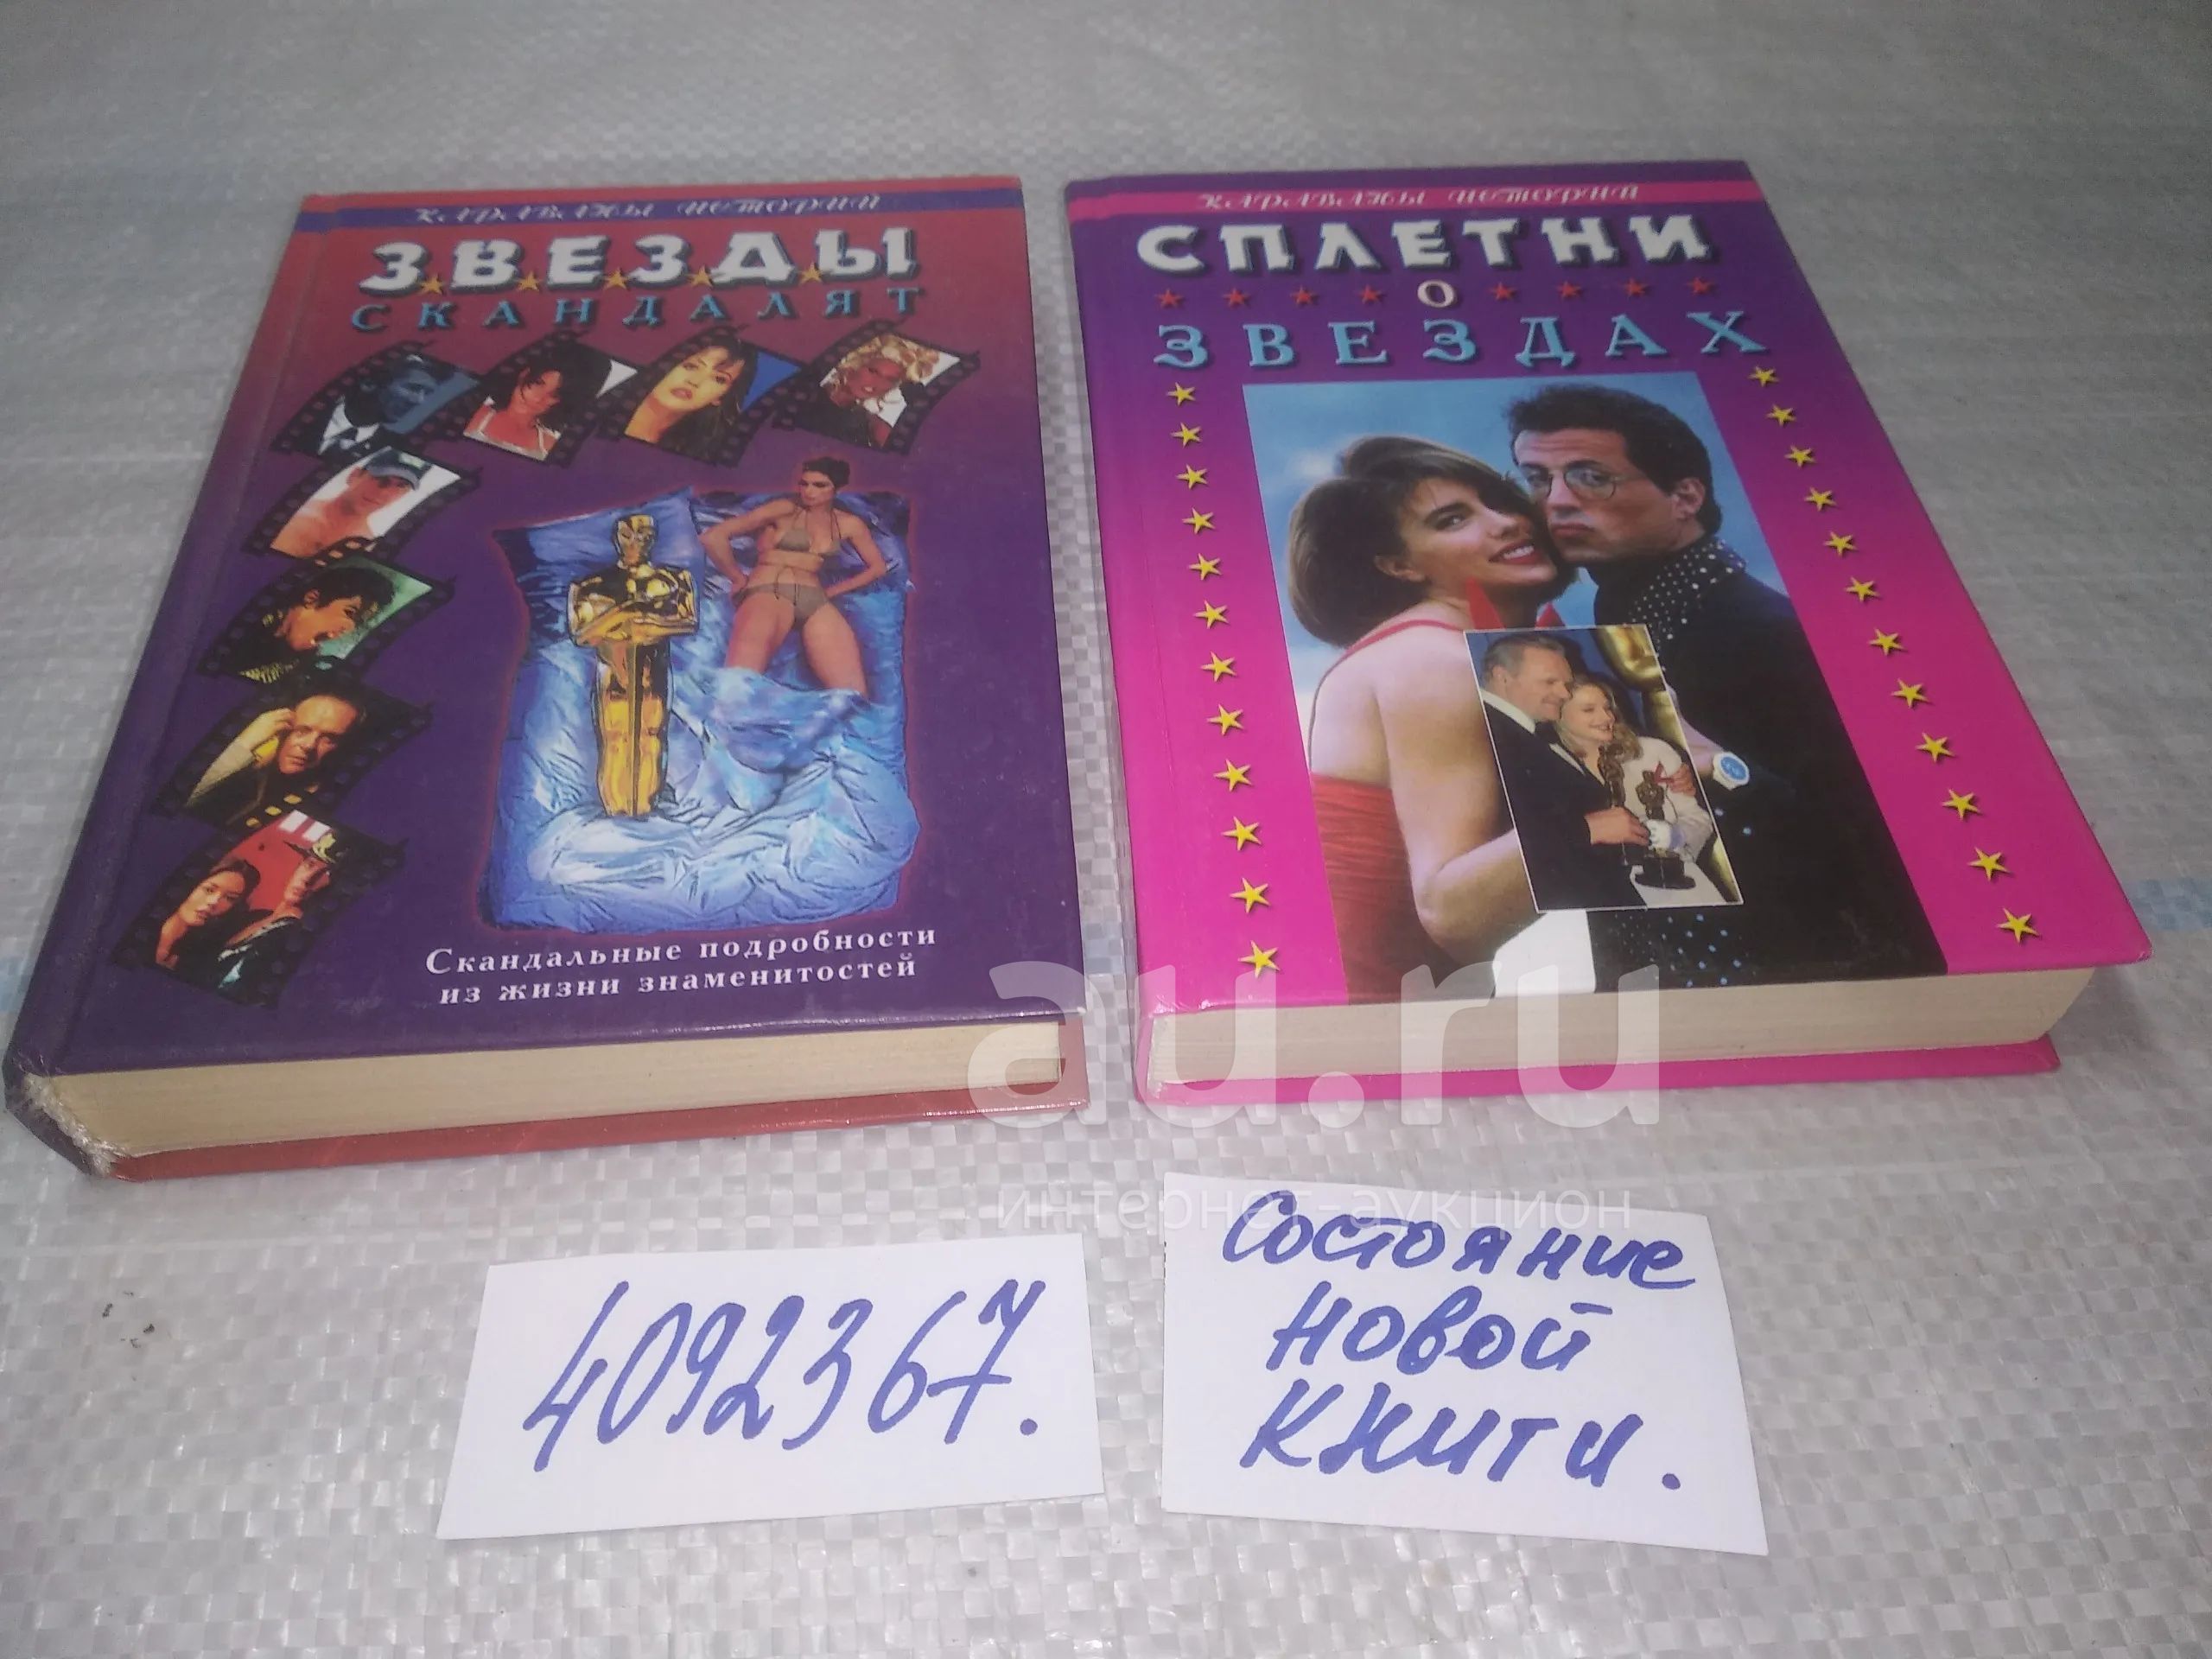 КАРАВАНЫ ИСТОРИЙ
ЗВЕЗДЫ
СКАНДАЛЯТ
Скандальные подробности
из жизни знаменитостей
КАРАВАНЫ ИСТОРИЙ
СПЛЕТНИ
О
ЗВЕЗДАХ
au.ru
интернет-аукцион
4092367.
Состояние
новой
книги.